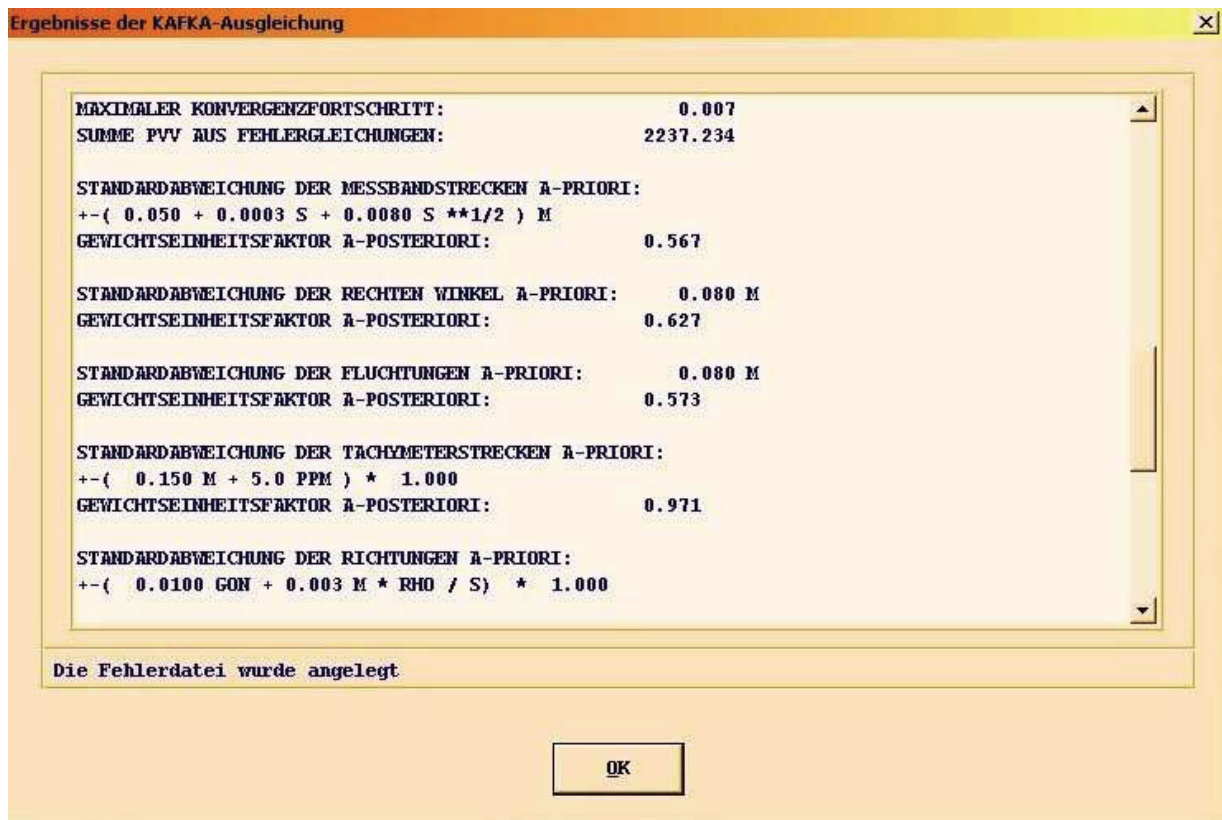 Ergebnisse der KAFKA-Ausgleichung
MAXIMALER KONVERGENZFORTSCHRITT: 0.007
SUMME PVV AUS FEHLERGLEICHUNGEN: 2237.234
STANDARDABWEICHUNG DER MESSBANDSTRECKEN A-PRIORI:
+-( 0.050 + 0.0003 S + 0.0080 S **1/2 ) M
GEWICHTSEINHEITSFAKTOR A-POSTERIORI: 0.567
STANDARDABWEICHUNG DER RECHTEN WINKEL A-PRIORI: 0.080 M
GEWICHTSEINHEITSFAKTOR A-POSTERIORI: 0.627
STANDARDABWEICHUNG DER FLUCHTUNGEN A-PRIORI: 0.080 M
GEWICHTSEINHEITSFAKTOR A-POSTERIORI: 0.573
STANDARDABWEICHUNG DER TACHYMETERSTRECKEN A-PRIORI:
+-( 0.150 M + 5.0 PPM ) * 1.000
GEWICHTSEINHEITSFAKTOR A-POSTERIORI: 0.971
STANDARDABWEICHUNG DER RICHTUNGEN A-PRIORI:
+-( 0.0100 GON + 0.003 M * RHO / S) * 1.000
Die Fehlerdatei wurde angelegt
OK